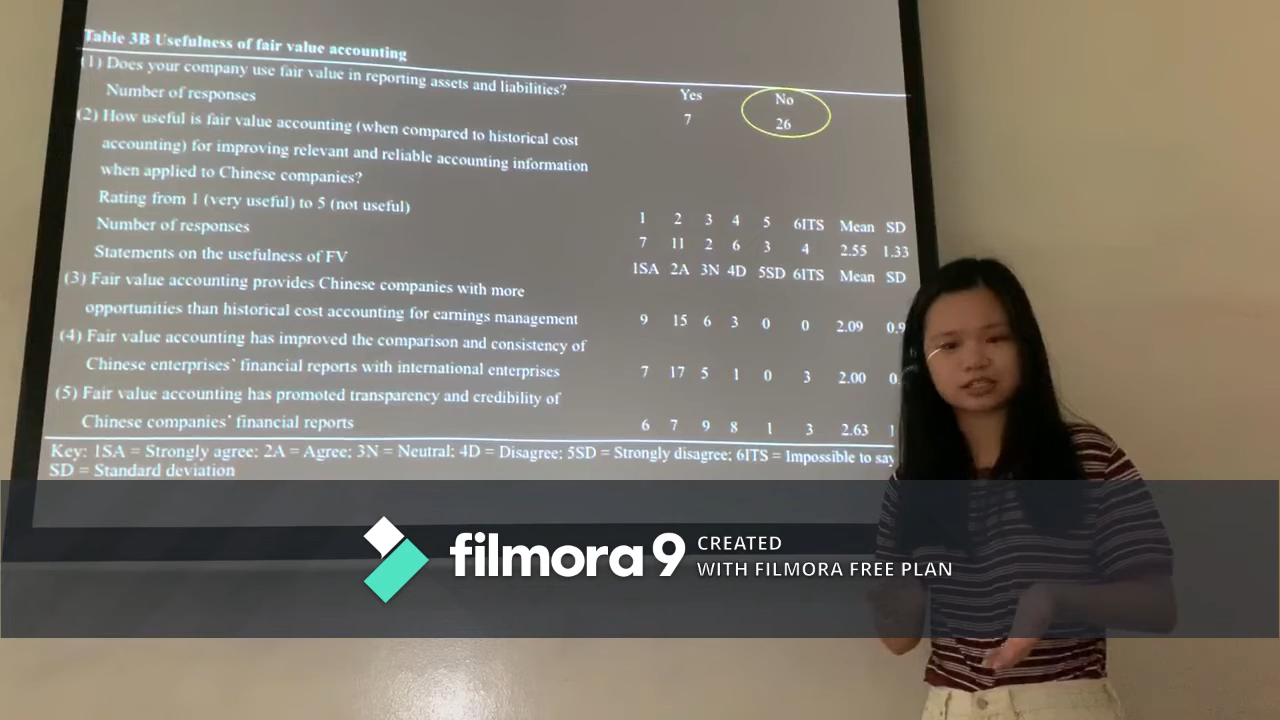 Table 3B Usefulness of fair value accounting
(1) Does your company use fair value in reporting assets and liabilities? Yes No
Number of responses 7 26
(2) How useful is fair value accounting (when compared to historical cost
accounting) for improving relevant and reliable accounting information
when applied to Chinese companies?
Rating from 1 (very useful) to 5 (not useful) 1 2 3 4 5 6ITS Mean SD
Number of responses 7 11 2 6 3 4 2.55 1.33
Statements on the usefulness of FV 1SA 2A 3N 4D 5SD 6ITS Mean SD
(3) Fair value accounting provides Chinese companies with more
opportunities than historical cost accounting for earnings management 9 15 6 3 0 0 2.09 0.9
(4) Fair value accounting has improved the comparison and consistency of
Chinese enterprises' financial reports with international enterprises 7 17 5 1 0 3 2.00 0.
(5) Fair value accounting has promoted transparency and credibility of
Chinese companies' financial reports 6 7 9 8 1 3 2.63 1
Key: 1SA = Strongly agree; 2A = Agree; 3N = Neutral; 4D = Disagree; 5SD = Strongly disagree; 6ITS = Impossible to say
SD = Standard deviation
filmora 9 CREATED
WITH FILMORA FREE PLAN